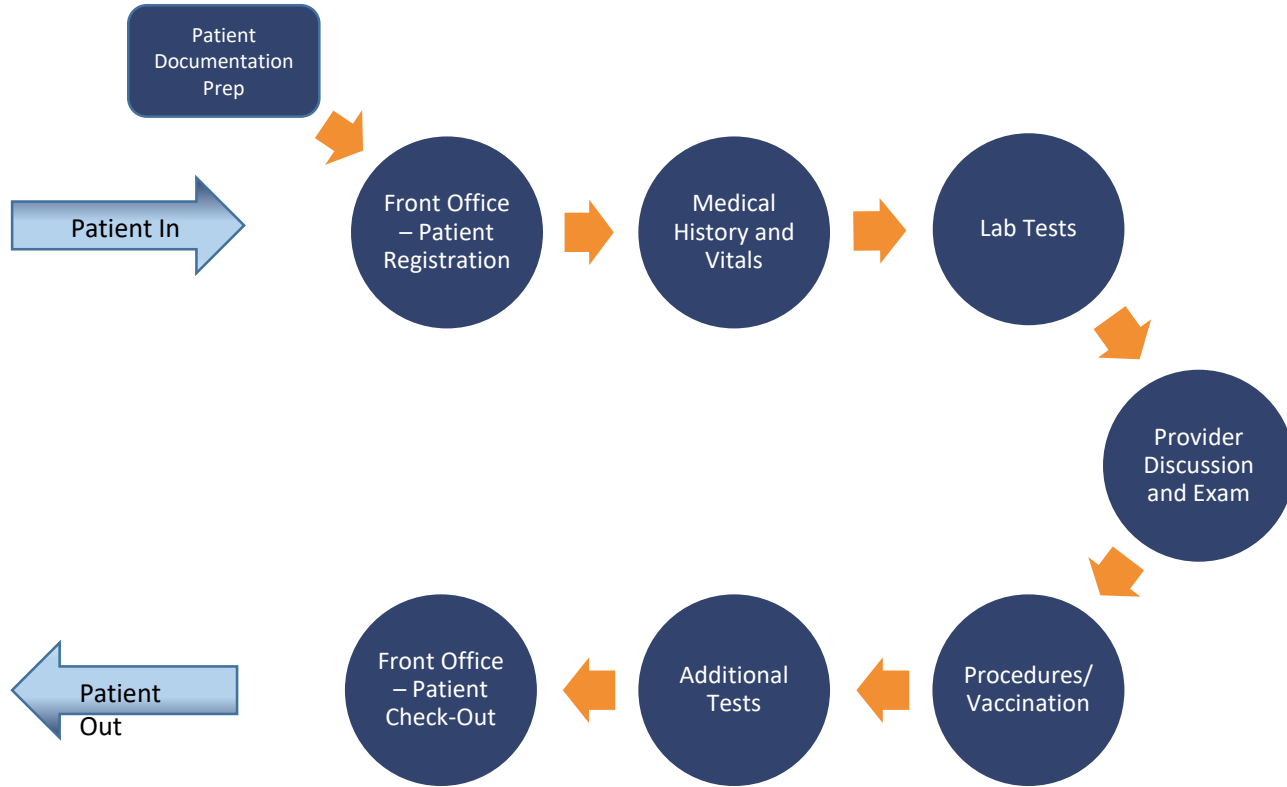 Patient
Documentation
Prep
Patient In
Front Office
– Patient
Registration
Medical
History and
Vitals
Lab Tests
Provider
Discussion
and Exam
Procedures/
Vaccination
Additional
Tests
Front Office
– Patient
Check-Out
Patient
Out